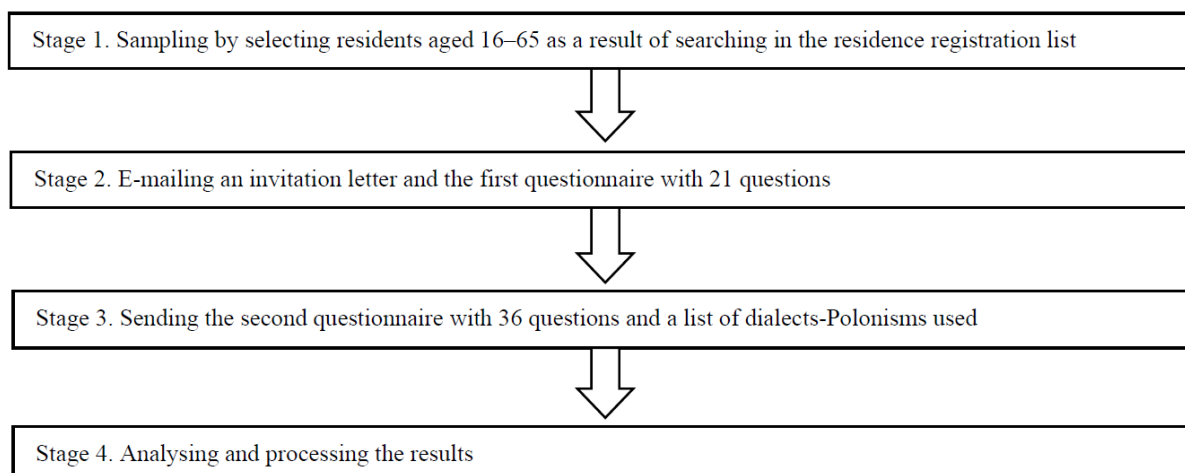 Stage 1. Sampling by selecting residents aged 16–65 as a result of searching in the residence registration list
Stage 2. E-mailing an invitation letter and the first questionnaire with 21 questions
Stage 3. Sending the second questionnaire with 36 questions and a list of dialects-Polonisms used
Stage 4. Analysing and processing the results